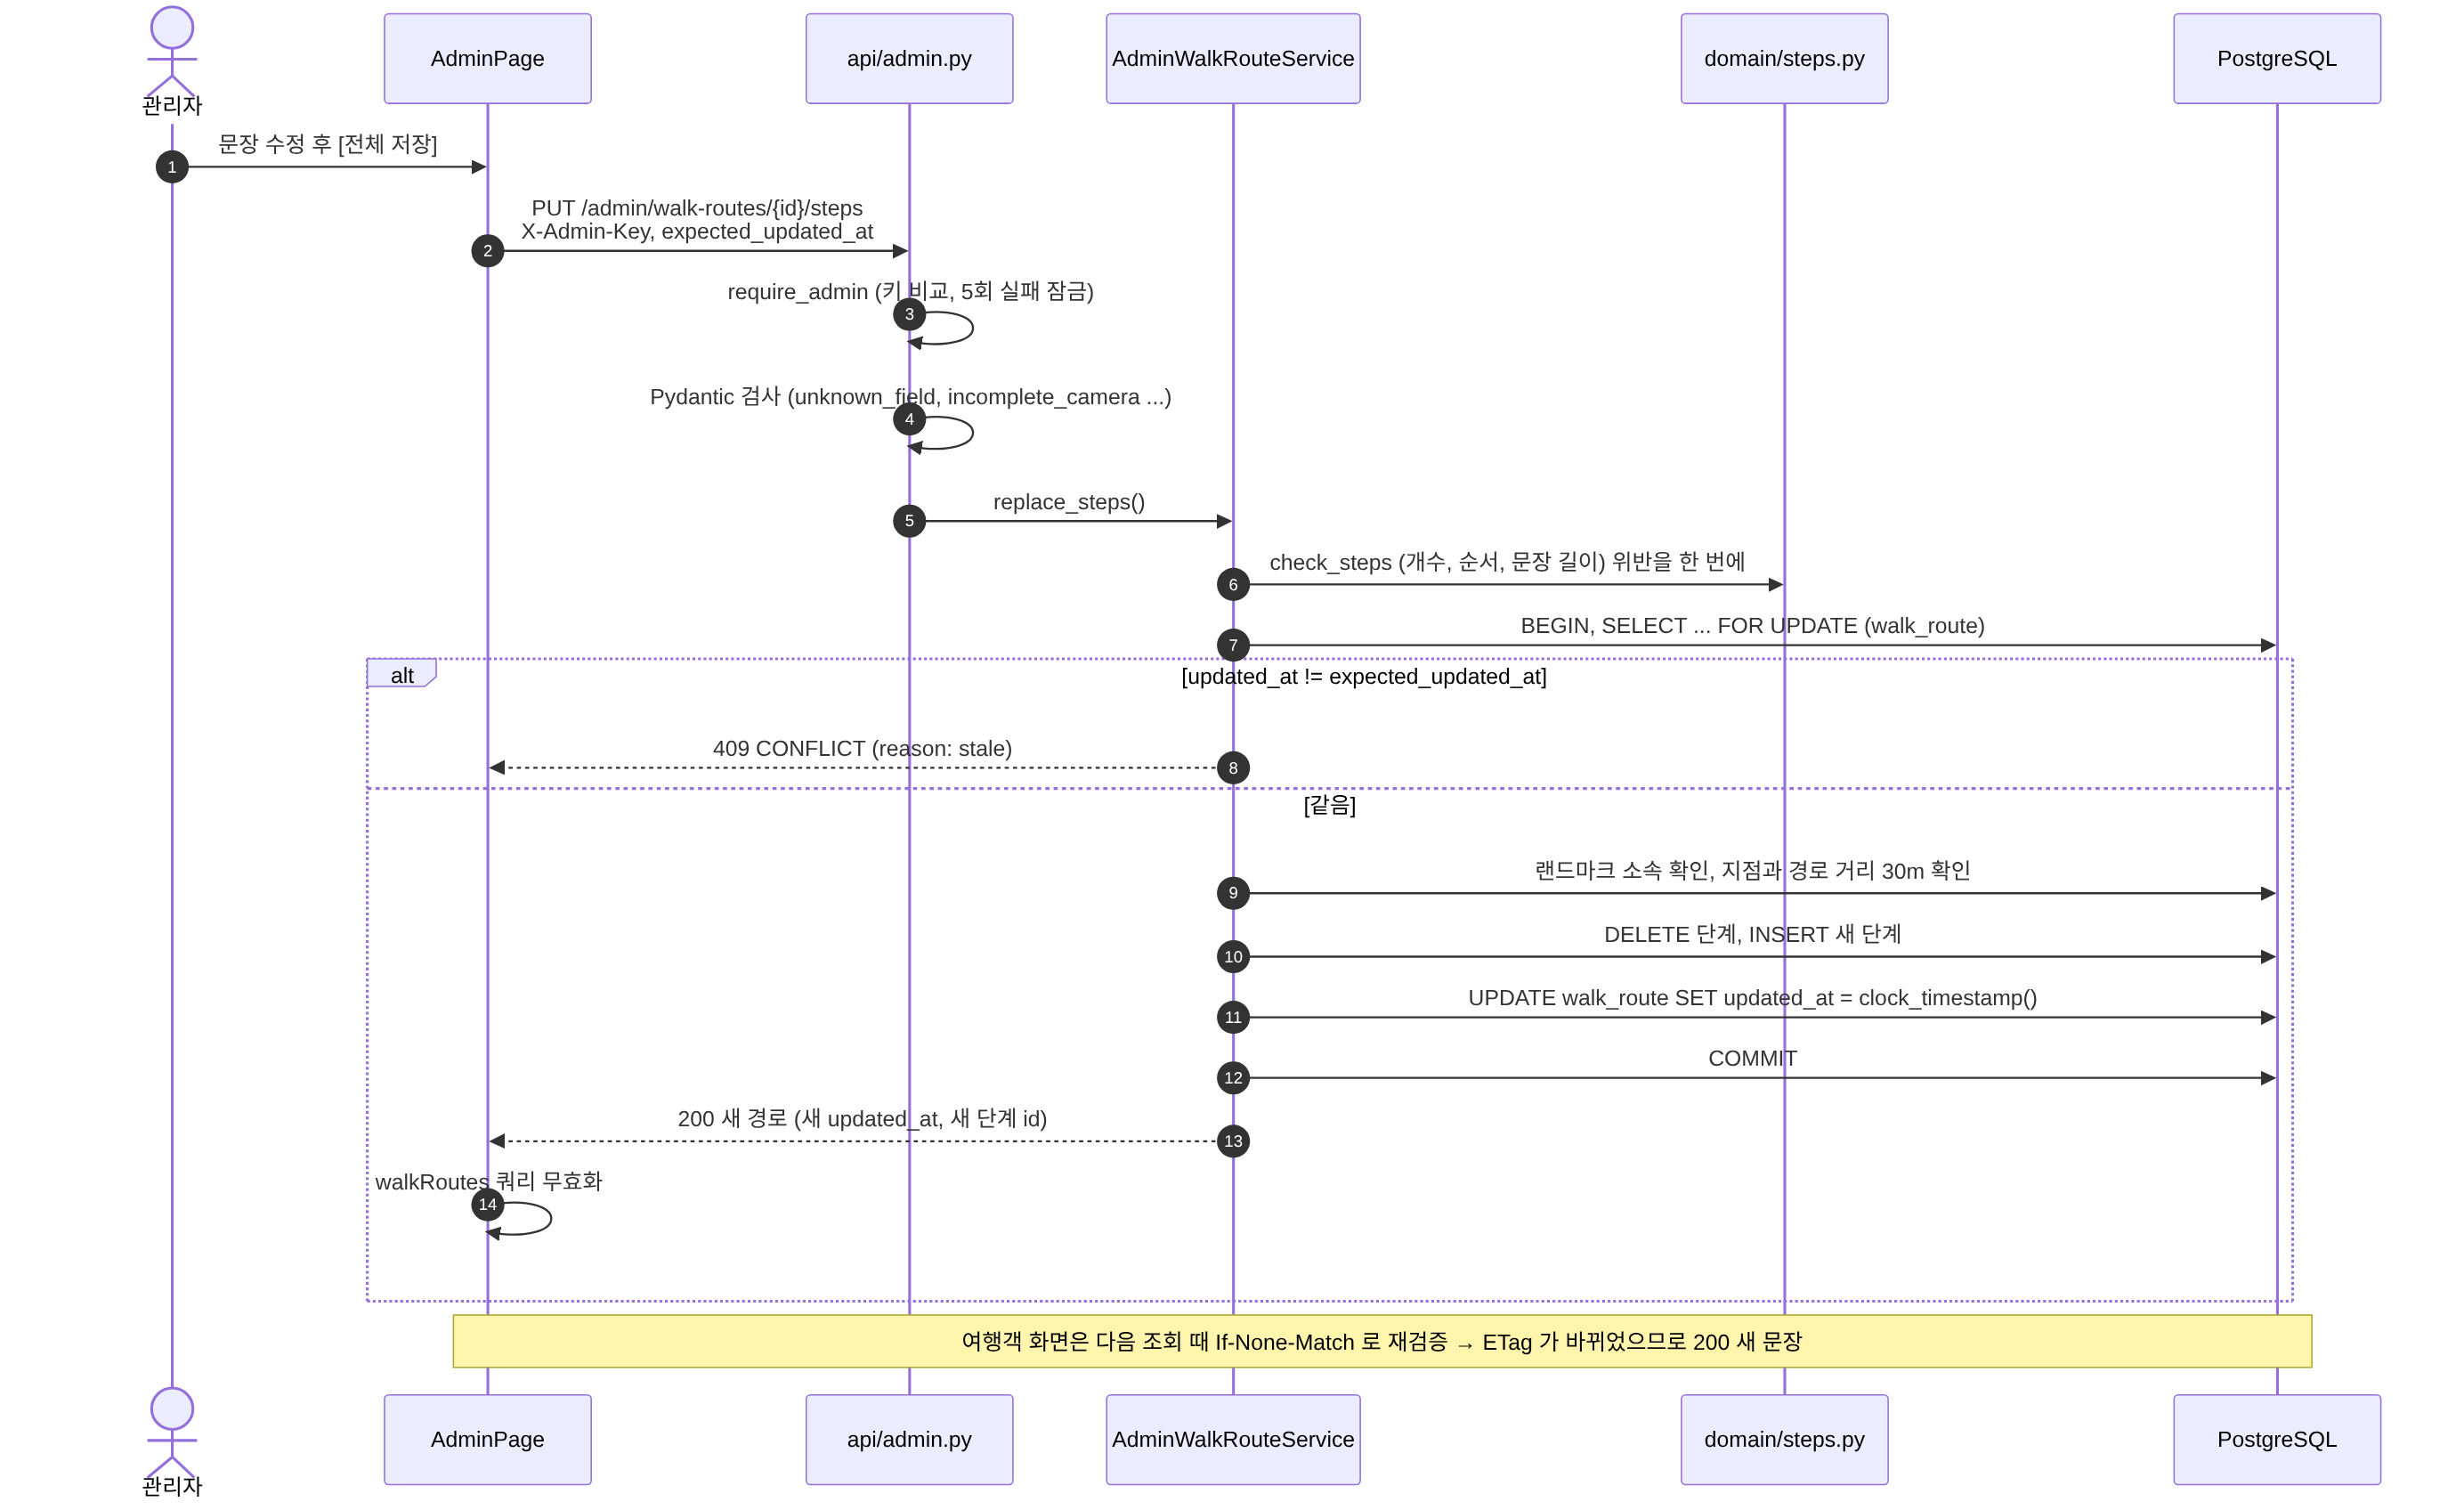 관리자
AdminPage
api/admin.py
AdminWalkRouteService
domain/steps.py
PostgreSQL
문장 수정 후 [전체 저장]
1
PUT /admin/walk-routes/{id}/steps
X-Admin-Key, expected_updated_at
2
require_admin (키 비교, 5회 실패 잠금)
3
Pydantic 검사 (unknown_field, incomplete_camera ...)
4
replace_steps()
5
check_steps (개수, 순서, 문장 길이) 위반을 한 번에
6
BEGIN, SELECT ... FOR UPDATE (walk_route)
7
alt
[updated_at != expected_updated_at]
409 CONFLICT (reason: stale)
8
[같음]
랜드마크 소속 확인, 지점과 경로 거리 30m 확인
9
DELETE 단계, INSERT 새 단계
10
UPDATE walk_route SET updated_at = clock_timestamp()
11
COMMIT
12
200 새 경로 (새 updated_at, 새 단계 id)
13
walkRoutes 쿼리 무효화
14
여행객 화면은 다음 조회 때 If-None-Match 로 재검증 → ETag 가 바뀌었으므로 200 새 문장
관리자
AdminPage
api/admin.py
AdminWalkRouteService
domain/steps.py
PostgreSQL